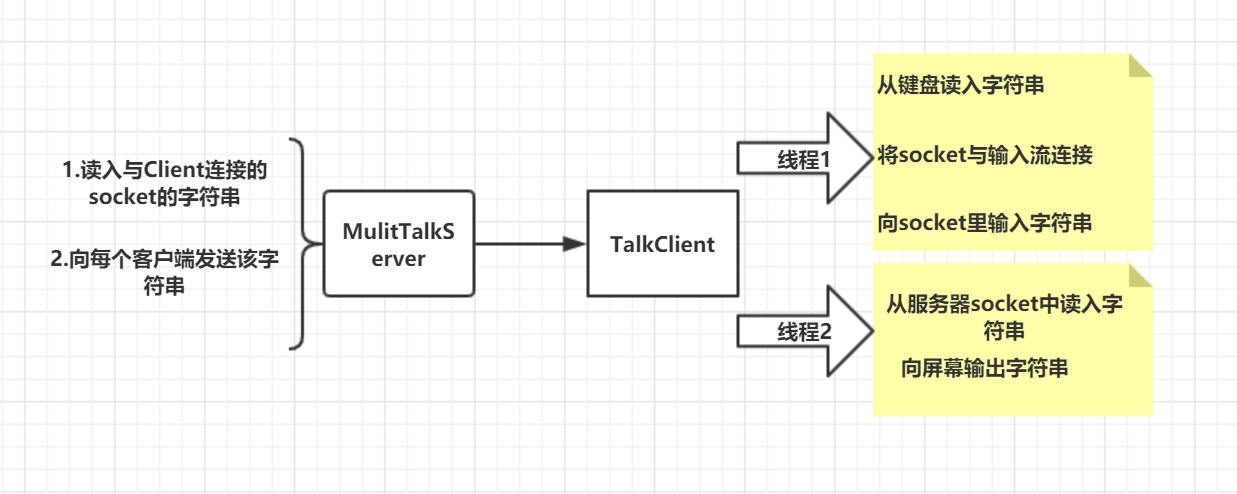 1.读入与Client连接的
socket的字符串
2.向每个客户端发送该字
符串
MulitTalkS
erver
TalkClient
线程1
从键盘读入字符串
将socket与输入流连接
向socket里输入字符串
线程2
从服务器socket中读入字
符串
向屏幕输出字符串